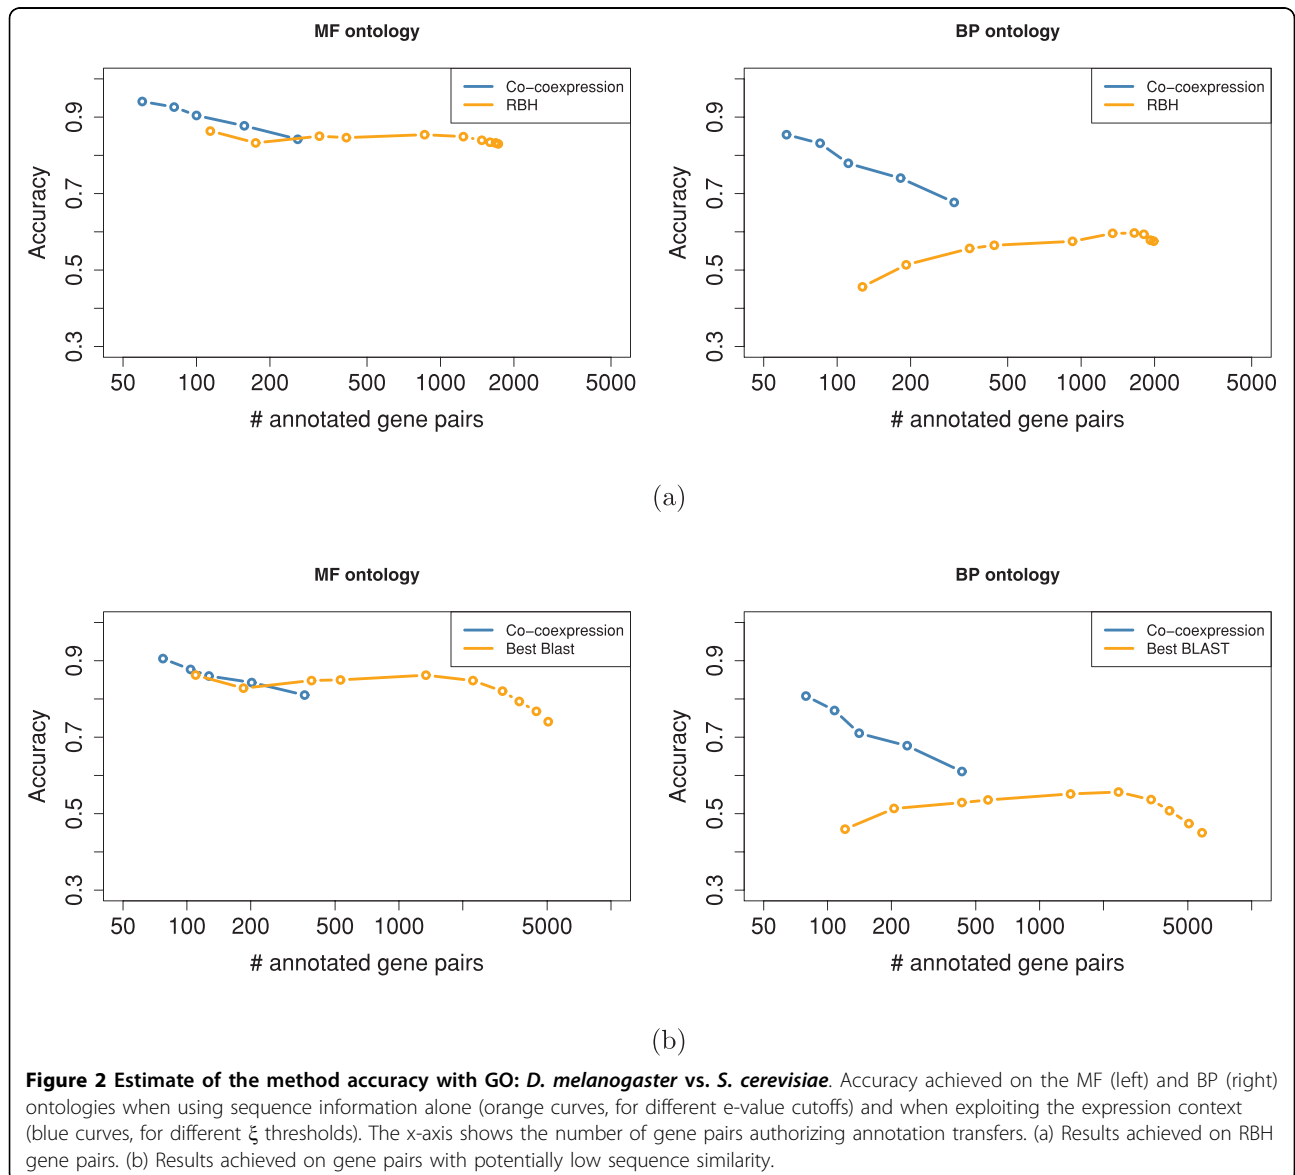 MF ontology
Co−coexpression
RBH
Accuracy
0.3 0.5 0.7 0.9
50 100 200 500 1000 2000 5000
# annotated gene pairs
BP ontology
Co−coexpression
RBH
Accuracy
0.3 0.5 0.7 0.9
50 100 200 500 1000 2000 5000
# annotated gene pairs
(a)
MF ontology
Co−coexpression
Best Blast
Accuracy
0.3 0.5 0.7 0.9
50 100 200 500 1000 5000
# annotated gene pairs
BP ontology
Co−coexpression
Best BLAST
Accuracy
0.3 0.5 0.7 0.9
50 100 200 500 1000 5000
# annotated gene pairs
(b)
Figure 2 Estimate of the method accuracy with GO: D. melanogaster vs. S. cerevisiae. Accuracy achieved on the MF (left) and BP (right)
ontologies when using sequence information alone (orange curves, for different e-value cutoffs) and when exploiting the expression context
(blue curves, for different ξ thresholds). The x-axis shows the number of gene pairs authorizing annotation transfers. (a) Results achieved on RBH
gene pairs. (b) Results achieved on gene pairs with potentially low sequence similarity.